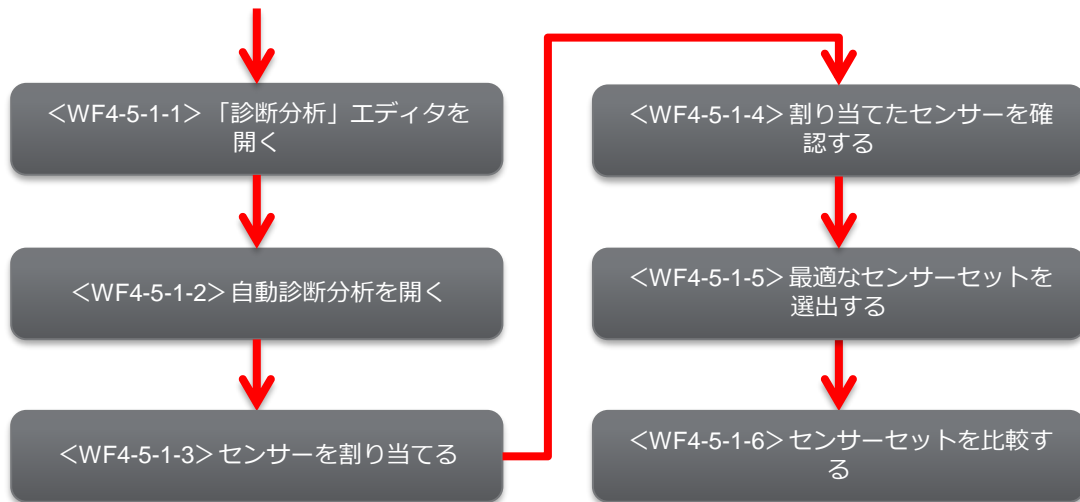 <WF4-5-1-1> 「診断分析」エディタを
開く
<WF4-5-1-2> 自動診断分析を開く
<WF4-5-1-3> センサーを割り当てる
<WF4-5-1-4> 割り当てたセンサーを確
認する
<WF4-5-1-5> 最適なセンサーセットを
選出する
<WF4-5-1-6> センサーセットを比較す
る